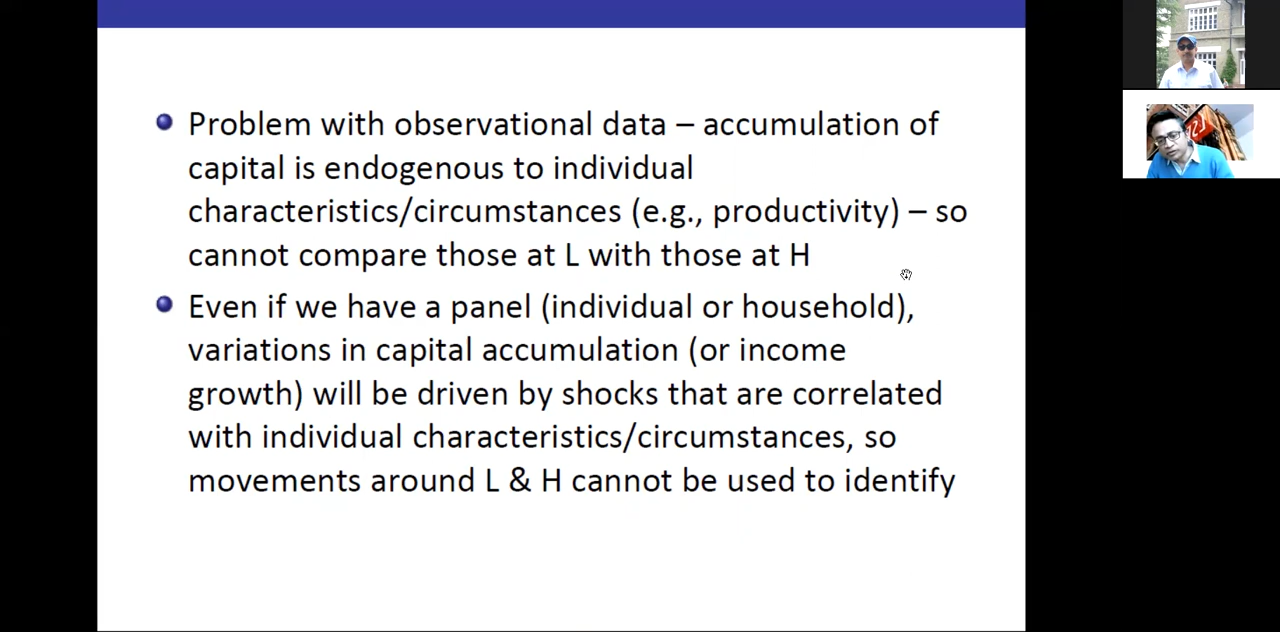 Problem with observational data – accumulation of
capital is endogenous to individual
characteristics/circumstances (e.g., productivity) – so
cannot compare those at L with those at H
Even if we have a panel (individual or household),
variations in capital accumulation (or income
growth) will be driven by shocks that are correlated
with individual characteristics/circumstances, so
movements around L & H cannot be used to identify